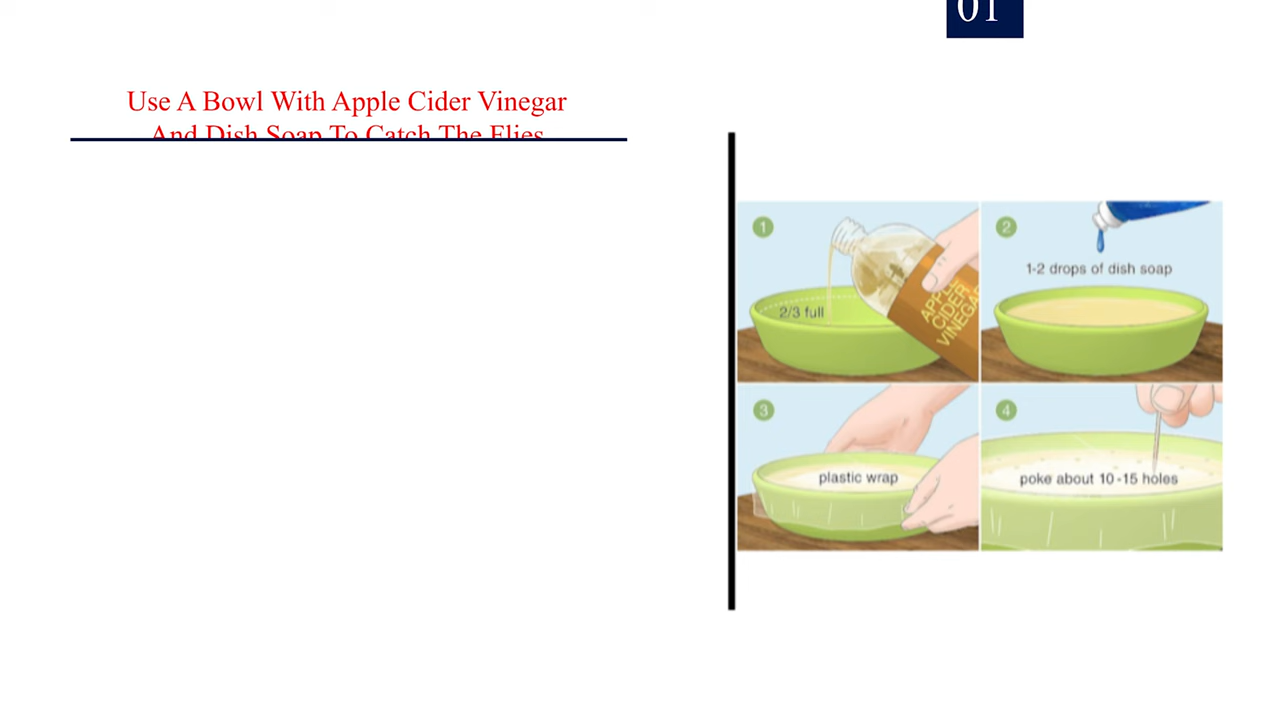 01
Use A Bowl With Apple Cider Vinegar
And Dish Soap To Catch The Flies
1
2/3 full
APPLE
CIDER
VINEGAR
2
1-2 drops of dish soap
3
plastic wrap
4
poke about 10-15 holes